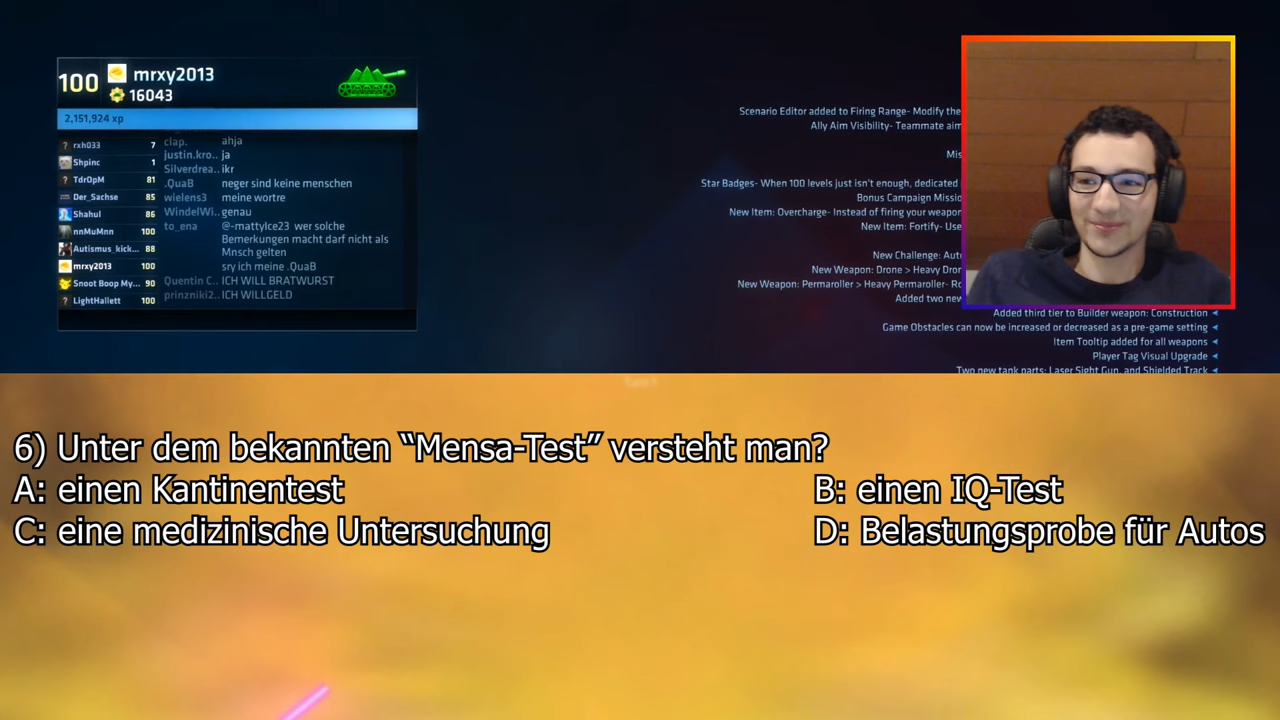 100
mrxy2013
16043
2,151,924 xp
? rxh033 7
Shpinc 1
TdrOpM 81
Der_Sachse 85
Shahul 86
nnMuMnn 100
Autismus_kick... 88
mrxy2013 100
Snoot Boop My... 90
? LightHallett 100
clap. ahja
justin.kro.. ja
Silverdrea.. ikr
.QuaB neger sind keine menschen
wielens3 meine wortre
WindelWi.. genau
to_ena @-mattyIce23 wer solche
Bemerkungen macht darf nicht als
Mnsch gelten
sry ich meine .QuaB
Quentin C.. ICH WILL BRATWURST
prinzniki2.. ICH WILLGELD
Scenario Editor added to Firing Range- Modify the
Ally Aim Visibility- Teammate aim
Mis
Star Badges- When 100 levels just isn't enough, dedicated
Bonus Campaign Missio
New Item: Overcharge- Instead of firing your weapon
New Item: Fortify- Use
New Challenge: Auto
New Weapon: Drone > Heavy Dron
New Weapon: Permaroller > Heavy Permaroller- Ro
Added two new
Added third tier to Builder weapon: Construction
Game Obstacles can now be increased or decreased as a pre-game setting
Item Tooltip added for all weapons
Player Tag Visual Upgrade
Two new tank parts: Laser Sight Gun, and Shielded Track
6) Unter dem bekannten “Mensa-Test” versteht man?
A: einen Kantinentest
B: einen IQ-Test
C: eine medizinische Untersuchung
D: Belastungsprobe für Autos